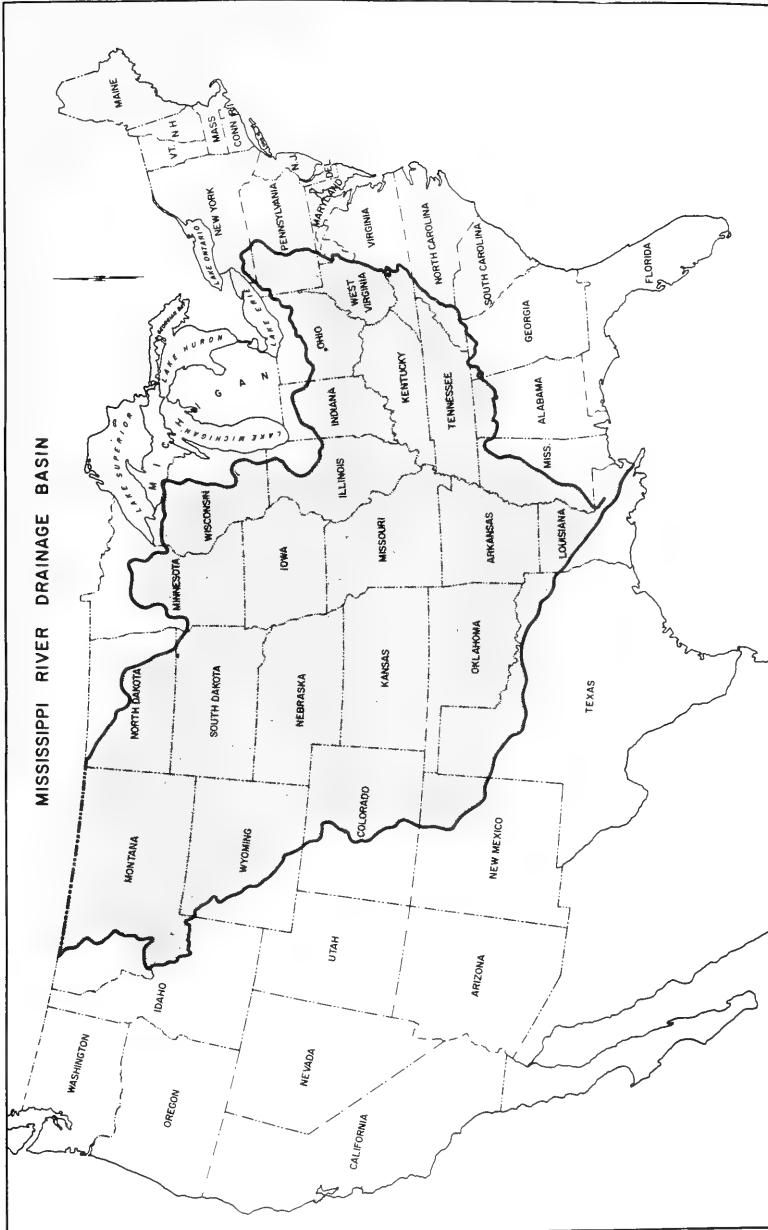 MISSISSIPPI RIVER DRAINAGE BASIN
WASHINGTON
OREGON
CALIFORNIA
NEVADA
IDAHO
UTAH
ARIZONA
MONTANA
WYOMING
COLORADO
NEW MEXICO
NORTH DAKOTA
SOUTH DAKOTA
NEBRASKA
KANSAS
OKLAHOMA
TEXAS
MINNESOTA
IOWA
MISSOURI
ARKANSAS
LOUISIANA
WISCONSIN
ILLINOIS
MISS.
LAKE SUPERIOR
MICHIGAN
LAKE MICHIGAN
LAKE HURON
LAKE ERIE
LAKE ONTARIO
INDIANA
OHIO
KENTUCKY
TENNESSEE
ALABAMA
GEORGIA
FLORIDA
SOUTH CAROLINA
NORTH CAROLINA
WEST
VIRGINIA
VIRGINIA
MARYLAND
DEL
N.J.
PENNSYLVANIA
NEW YORK
CONN
MASS
VT.
N H
MAINE